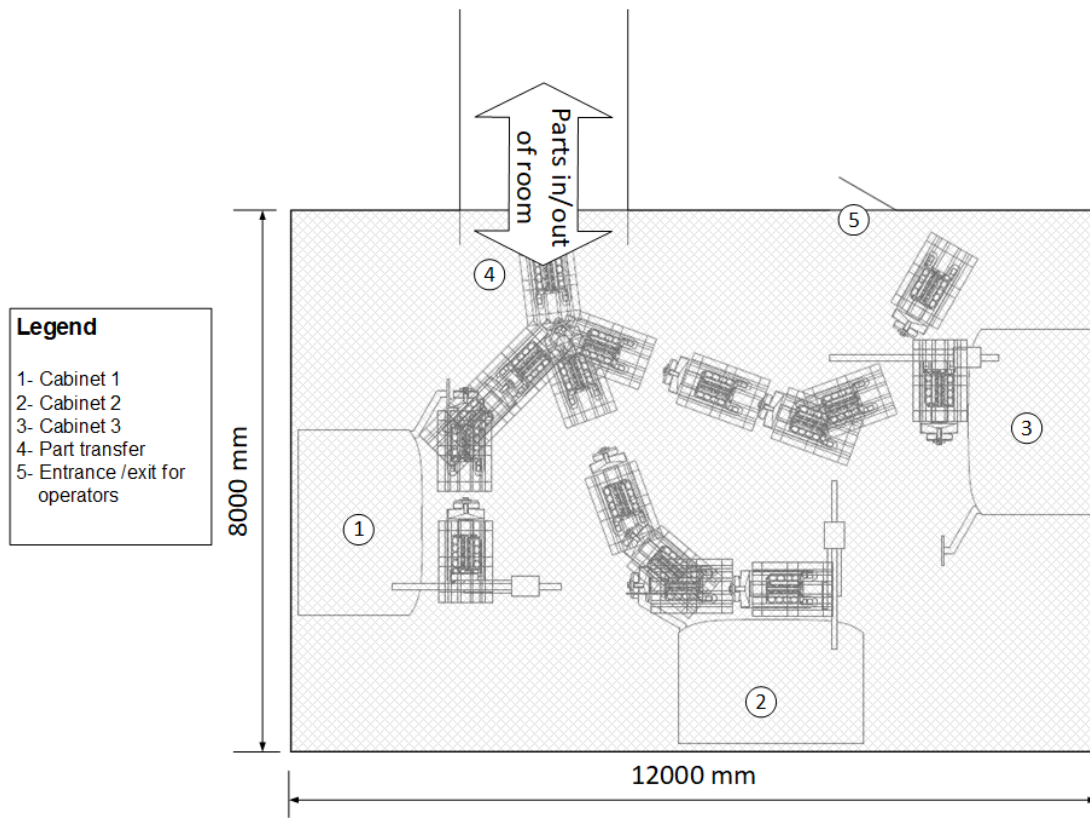 Parts in/out
of room
5
4
Legend
1- Cabinet 1
2- Cabinet 2
3- Cabinet 3
4- Part transfer
5- Entrance /exit for
operators
3
1
8000 mm
2
12000 mm